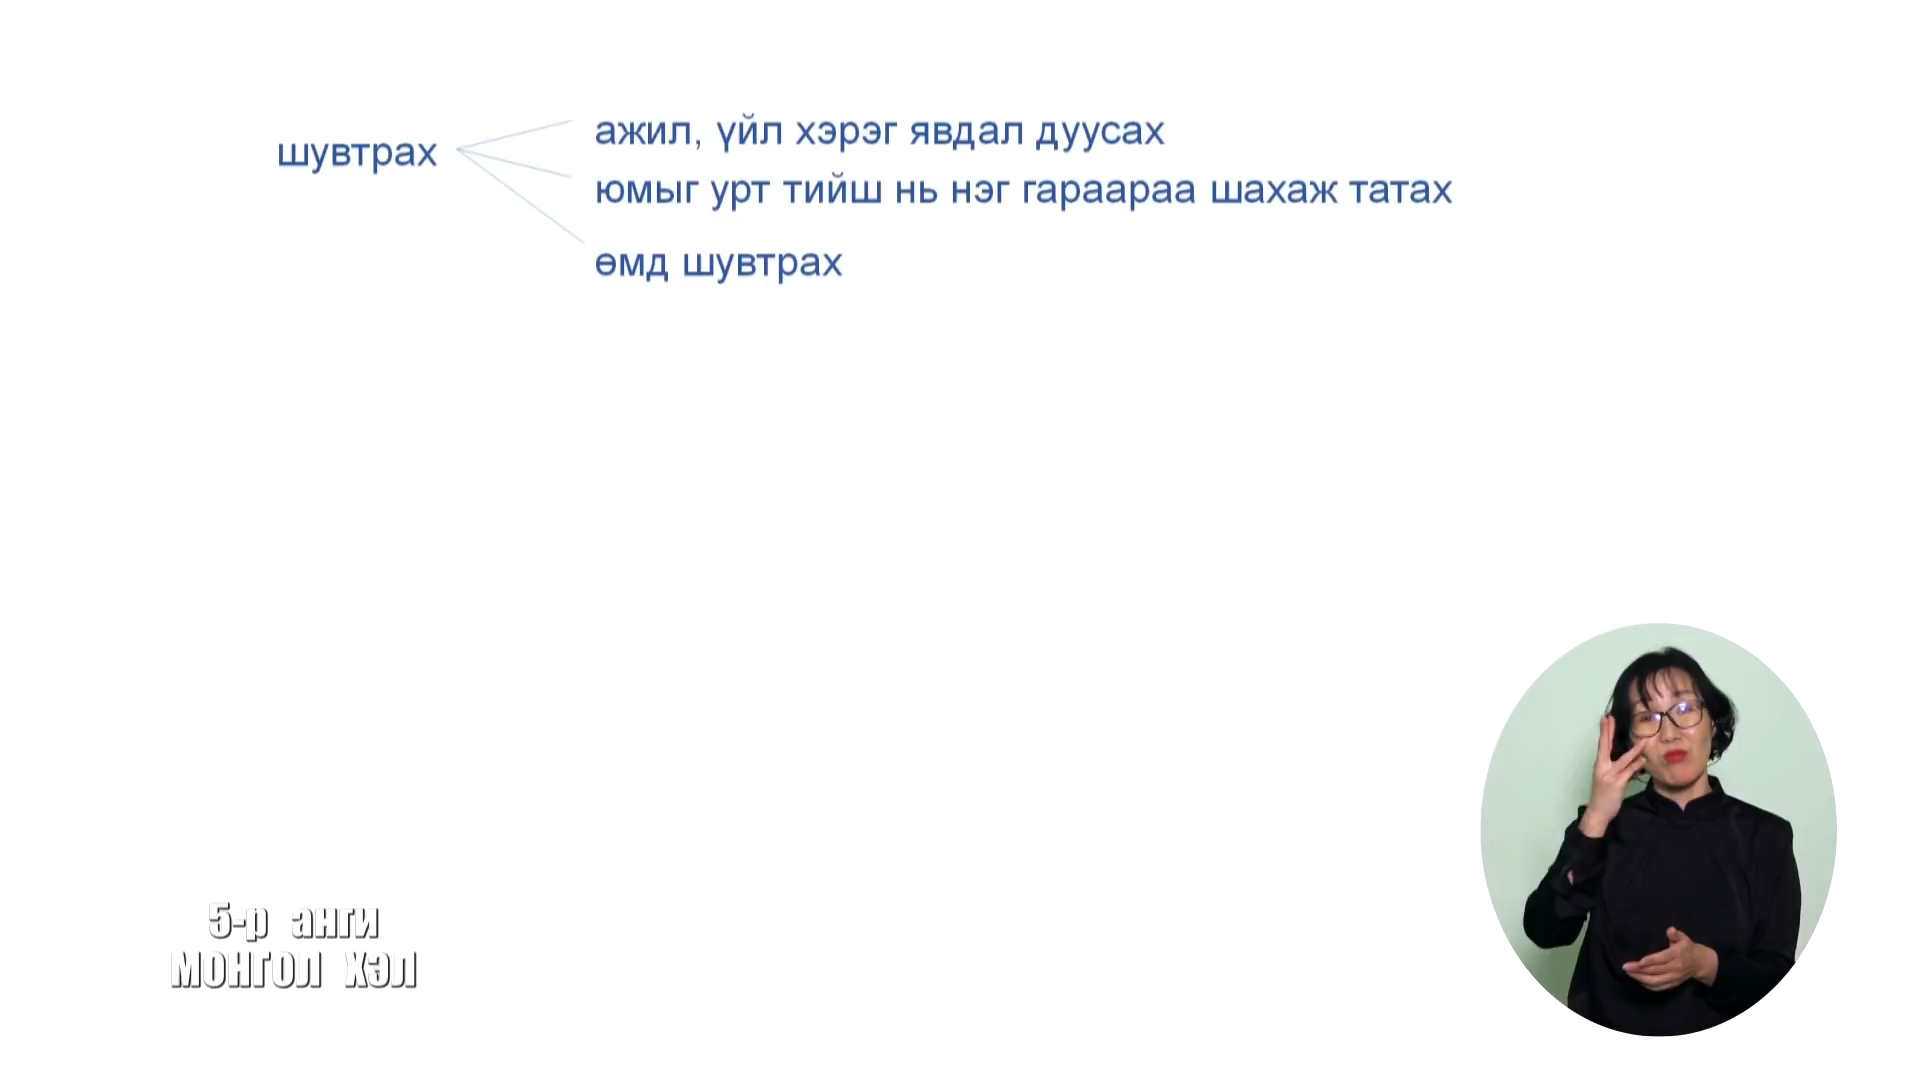 шувтрах
ажил, үйл хэрэг явдал дуусах
юмыг урт тийш нь нэг гараараа шахаж татах
өмд шувтрах
5-р анги
МОНГОЛ ХЭЛ